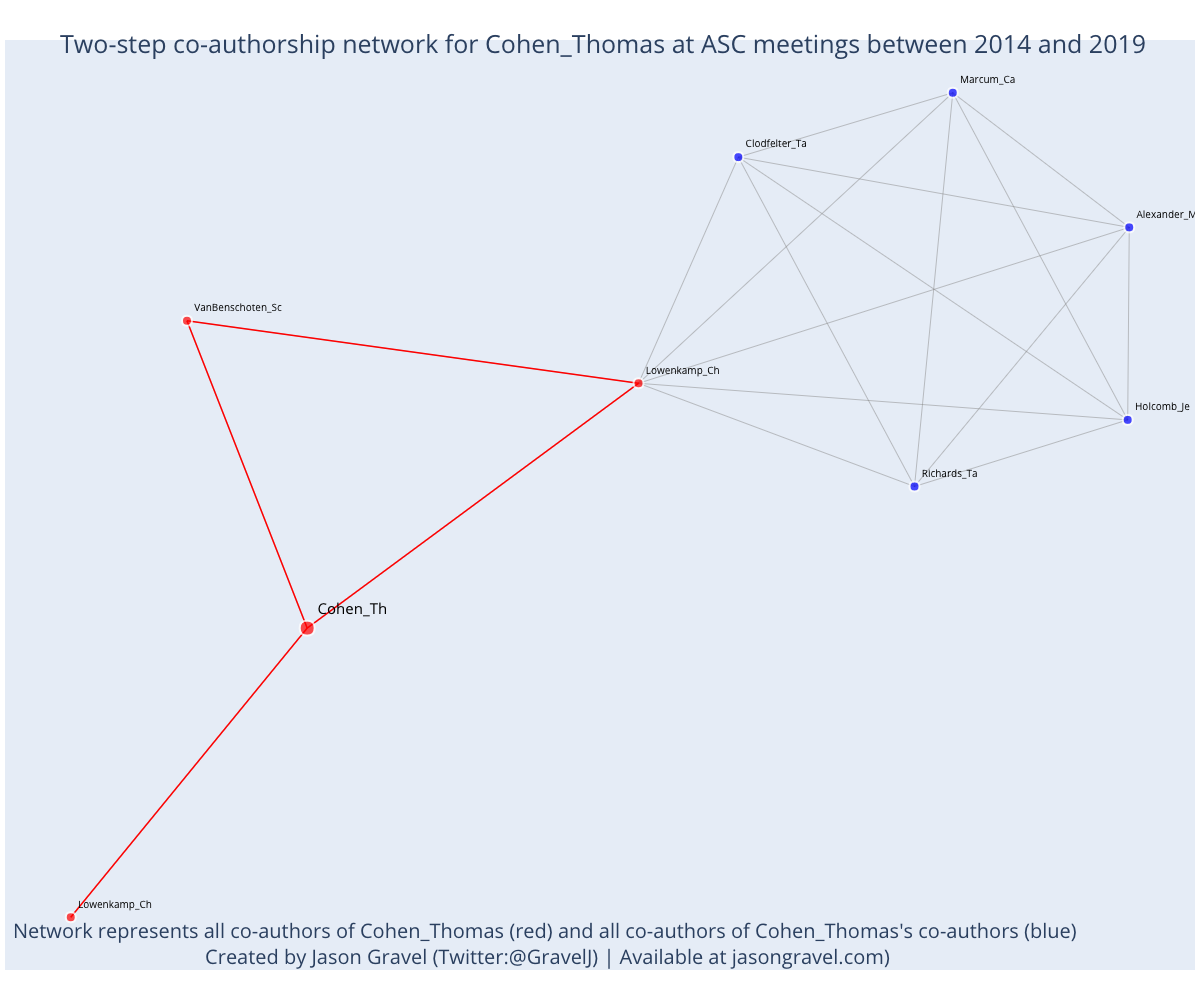 Two-step co-authorship network for Cohen_Thomas at ASC meetings between 2014 and 2019
Marcum_Ca
Clodfelter_Ta
Alexander_M
VanBenschoten_Sc
Lowenkamp_Ch
Holcomb_Je
Richards_Ta
Cohen_Th
Lowenkamp_Ch
Network represents all co-authors of Cohen_Thomas (red) and all co-authors of Cohen_Thomas's co-authors (blue)
Created by Jason Gravel (Twitter:@GravelJ) | Available at jasongravel.com)